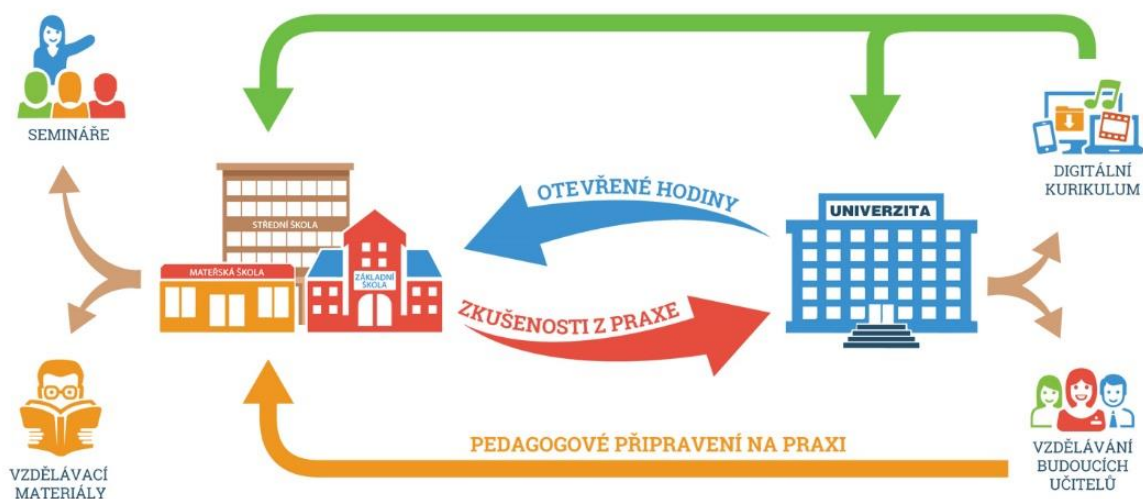 SEMINÁŘE
DIGITÁLNÍ
KURIKULUM
OTEVŘENÉ HODINY
UNIVERZITA
STŘEDNÍ ŠKOLA
MATEŘSKÁ ŠKOLA
ZÁKLADNÍ
ŠKOLA
ZKUŠENOSTI Z PRAXE
PEDAGOGOVÉ PŘIPRAVENÍ NA PRAXI
VZDĚLÁVACÍ
MATERIÁLY
VZDĚLÁVÁNÍ
BUDOUCÍCH
UČITELŮ